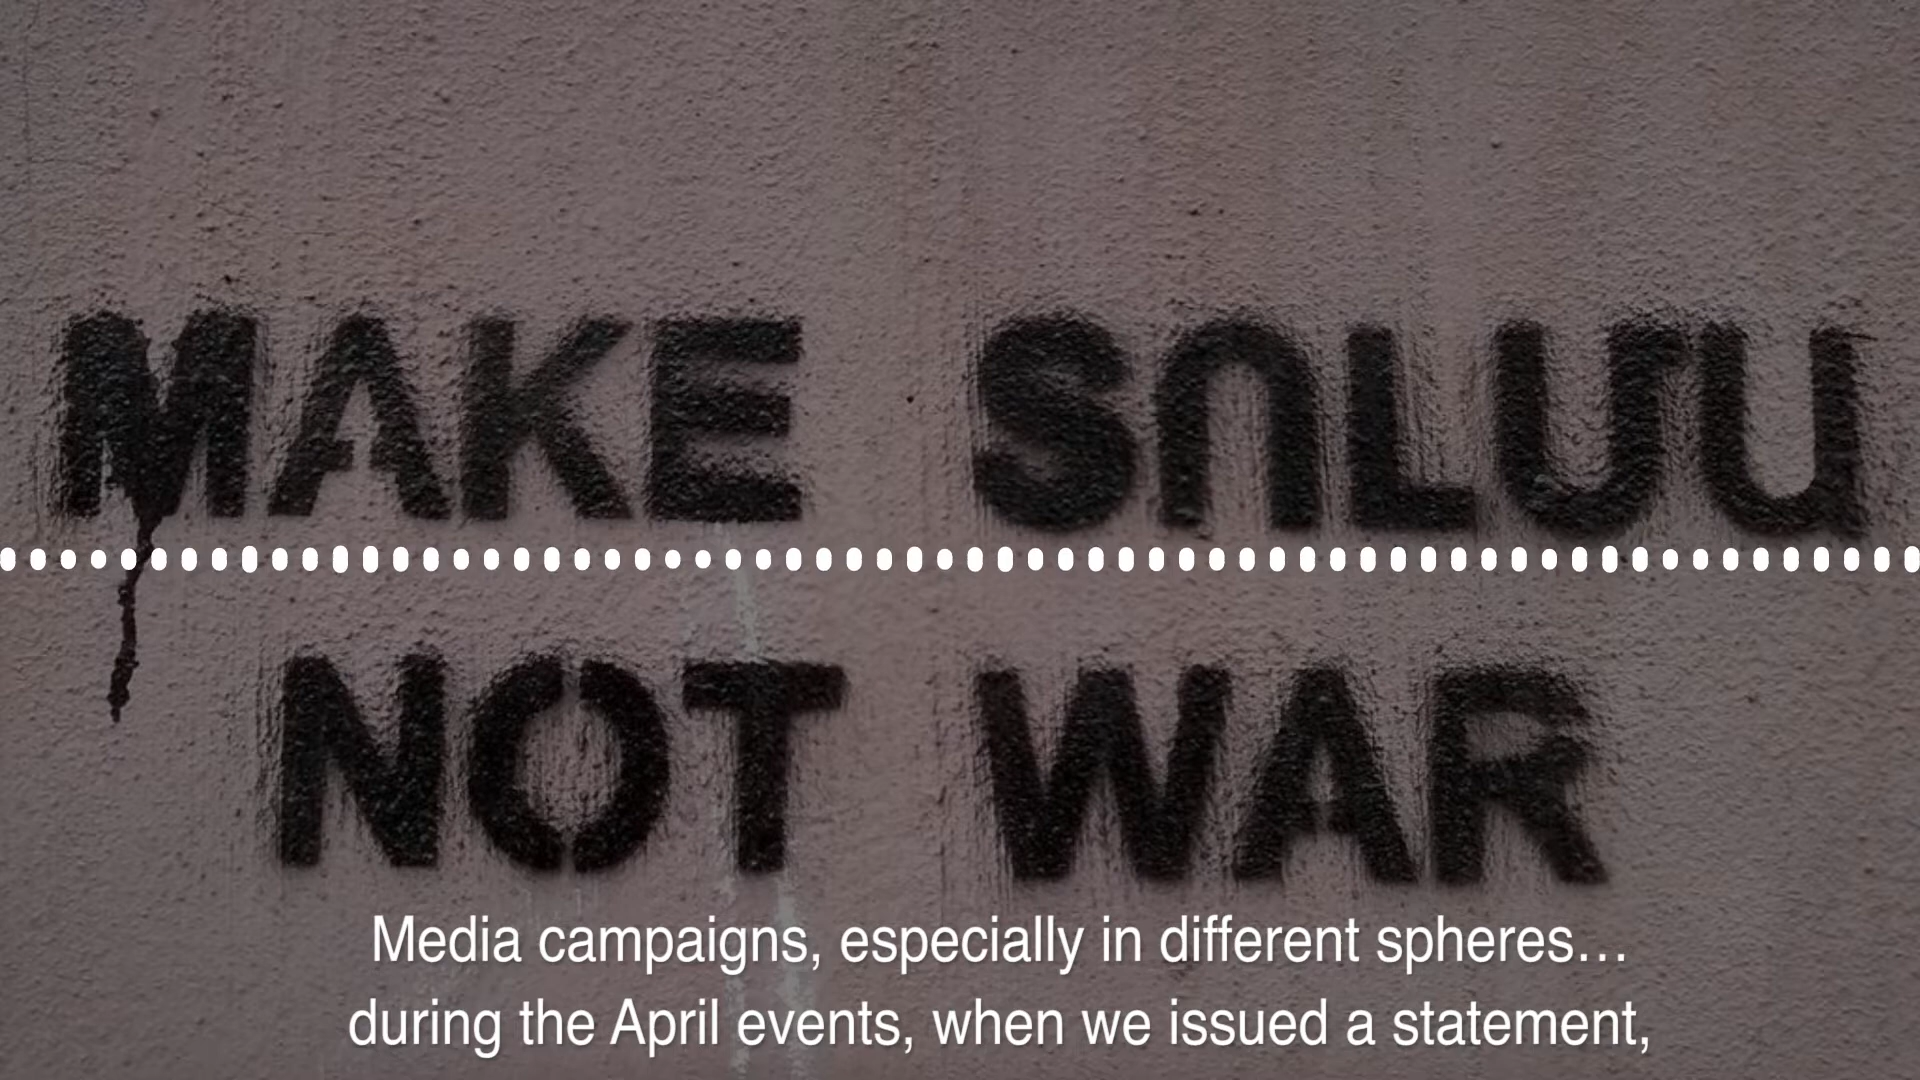 MAKE ՏՈԼՄԱ
NOT WAR
Media campaigns, especially in different spheres…
during the April events, when we issued a statement,